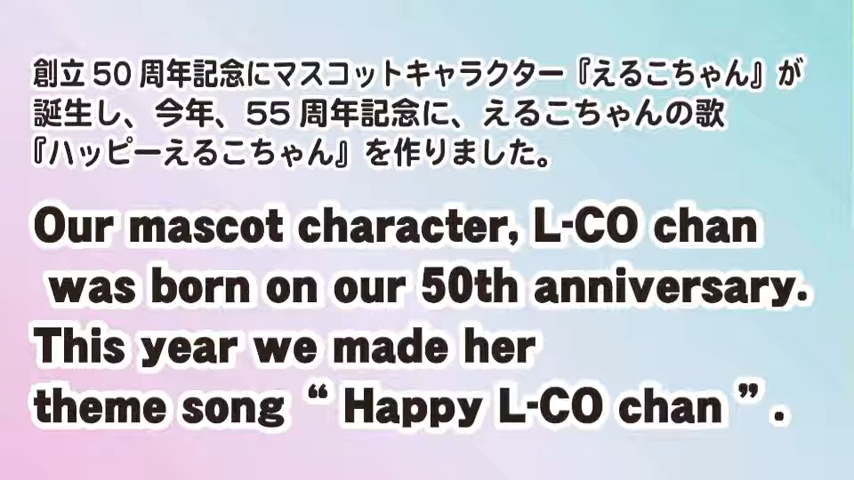 創立50周年記念にマスコットキャラクター『えるこちゃん』が
誕生し、今年、55周年記念に、えるこちゃんの歌
『ハッピーえるこちゃん』を作りました。
Our mascot character, L-CO chan
was born on our 50th anniversary.
This year we made her
theme song “ Happy L-CO chan ” .